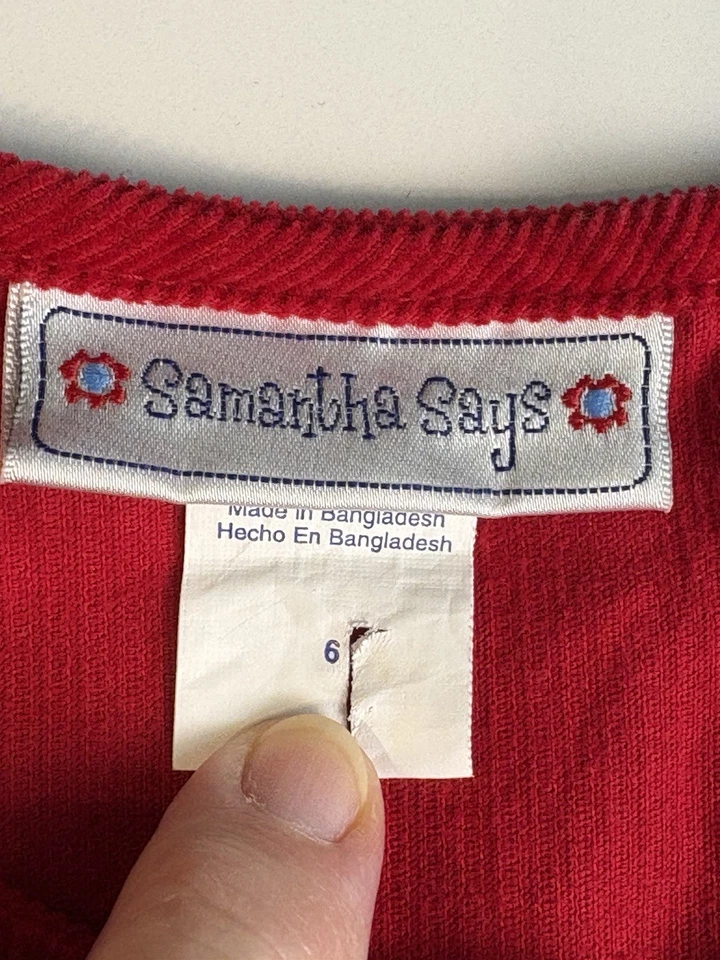 Samantha Says
Made in Bangladesh
Hecho En Bangladesh
6